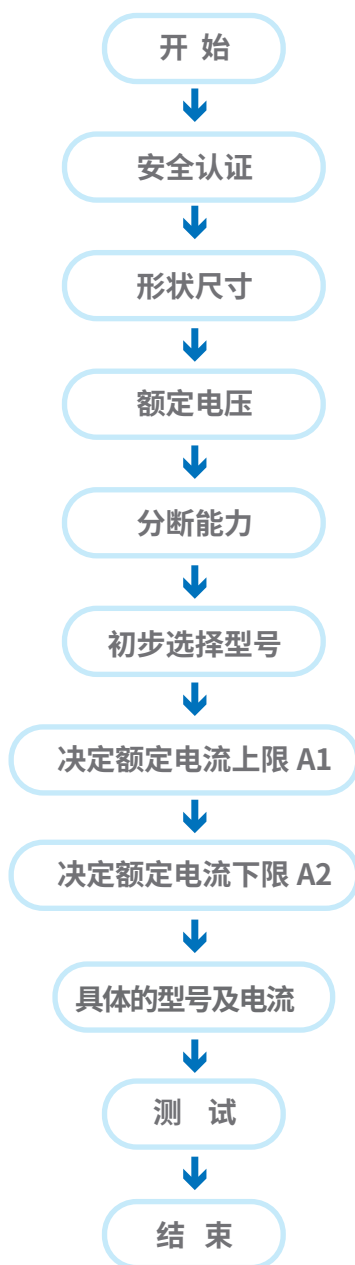 开 始
安全认证
形状尺寸
额定电压
分断能力
初步选择型号
决定额定电流上限 A1
决定额定电流下限 A2
具体的型号及电流
测 试
结 束